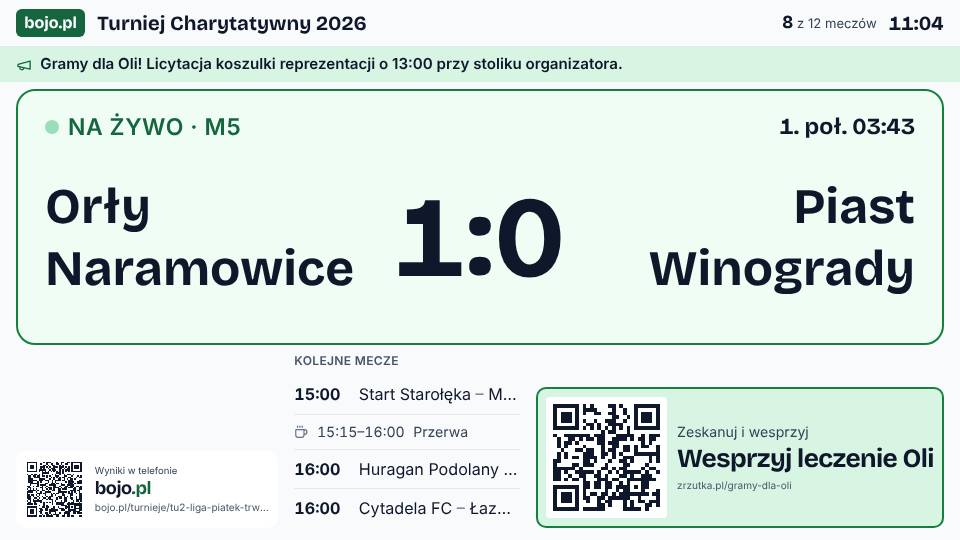 bojo.pl Turniej Charytatywny 2026 8 z 12 meczów 11:04
Gramy dla Oli! Licytacja koszulki reprezentacji o 13:00 przy stoliku organizatora.
NA ŻYWO · M5 1. poł. 03:43
Orły
Naramowice
1:0
Piast
Winogrady
KOLEJNE MECZE
15:00 Start Starołęka – M...
15:15–16:00 Przerwa
16:00 Huragan Podolany ...
16:00 Cytadela FC – Łaz...
Wyniki w telefonie
bojo.pl
bojo.pl/turnieje/tu2-liga-piatek-trw...
Zeskanuj i wesprzyj
Wesprzyj leczenie Oli
zrzutka.pl/gramy-dla-oli